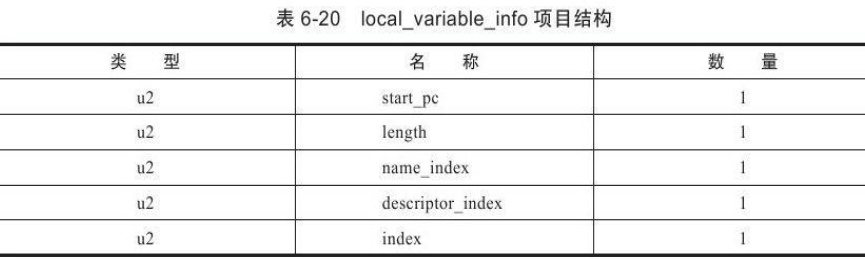 表 6-20 local_variable_info 项目结构
类 型 名 称 数 量
u2 start_pc 1
u2 length 1
u2 name_index 1
u2 descriptor_index 1
u2 index 1